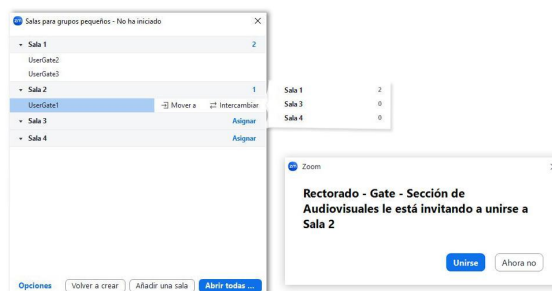 zm Salas para grupos pequeños - No ha iniciado
Sala 1 2
UserGate2
UserGate3
Sala 2 1
UserGate1 Mover a Intercambiar
Sala 3 Asignar
Sala 4 Asignar
Opciones Volver a crear Añadir una sala Abrir todas ...
Sala 1 2
Sala 3 0
Sala 4 0
zm Zoom
Rectorado - Gate - Sección de
Audiovisuales le está invitando a unirse a
Sala 2
Unirse Ahora no